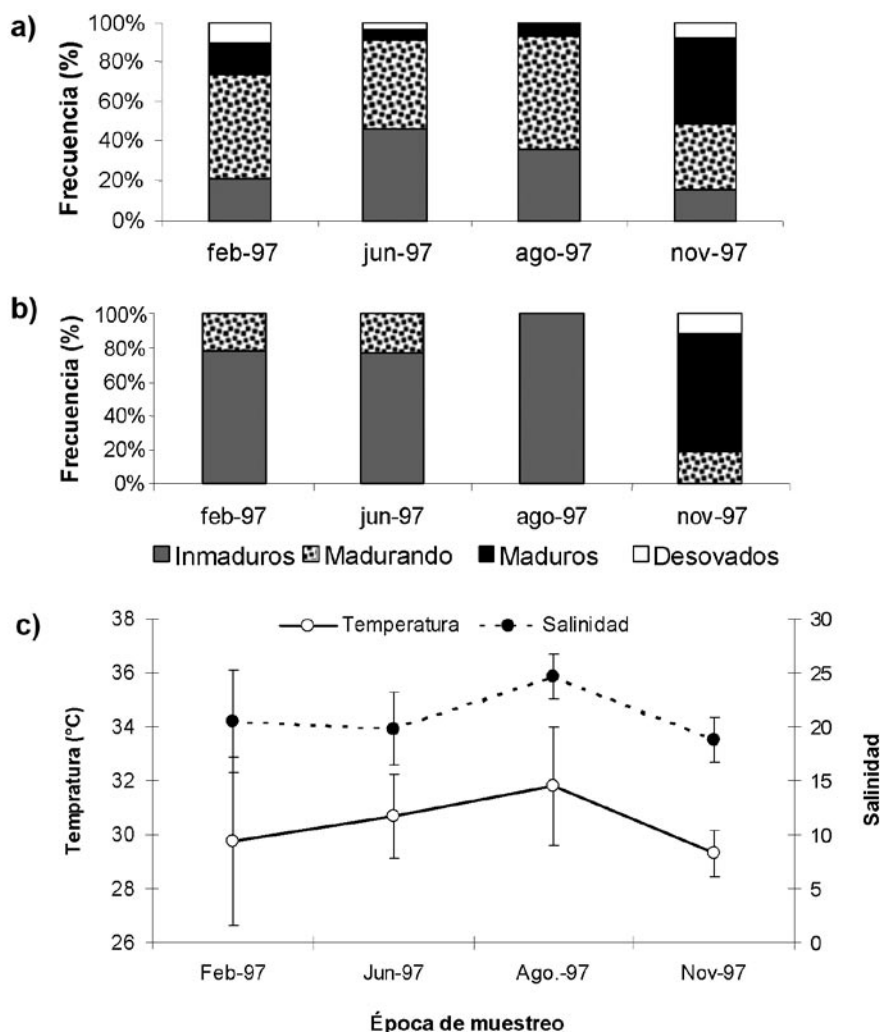 a)
Frecuencia (%)
100%
80%
60%
40%
20%
0%
feb-97 jun-97 ago-97 nov-97
b)
Frecuencia (%)
100%
80%
60%
40%
20%
0%
feb-97 jun-97 ago-97 nov-97
Inmaduros Madurando Maduros Desovados
c)
Temperatura Salinidad
Tempratura (°C)
38
36
34
32
30
28
26
30
25
20
15
10
5
0
Salinidad
Feb-97 Jun-97 Ago.-97 Nov-97
Época de muestreo